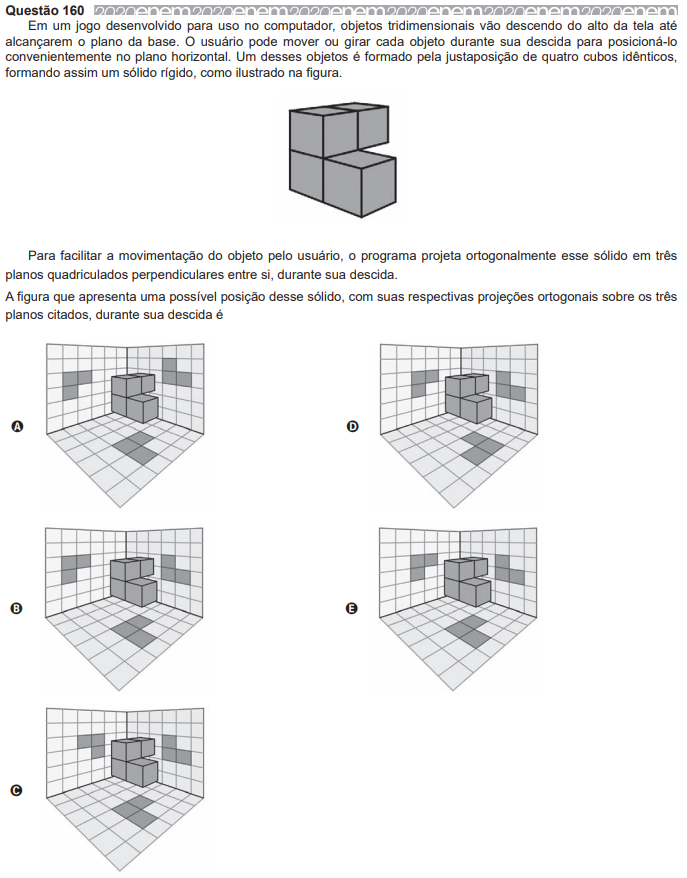 Questão 160 2020enem2020enem2020enem2020enem2020enem2020enem2020enem
Em um jogo desenvolvido para uso no computador, objetos tridimensionais vão descendo do alto da tela até
alcançarem o plano da base. O usuário pode mover ou girar cada objeto durante sua descida para posicioná-lo
convenientemente no plano horizontal. Um desses objetos é formado pela justaposição de quatro cubos idênticos,
formando assim um sólido rígido, como ilustrado na figura.
Para facilitar a movimentação do objeto pelo usuário, o programa projeta ortogonalmente esse sólido em três
planos quadriculados perpendiculares entre si, durante sua descida.
A figura que apresenta uma possível posição desse sólido, com suas respectivas projeções ortogonais sobre os três
planos citados, durante sua descida é
A
D
B
E
C